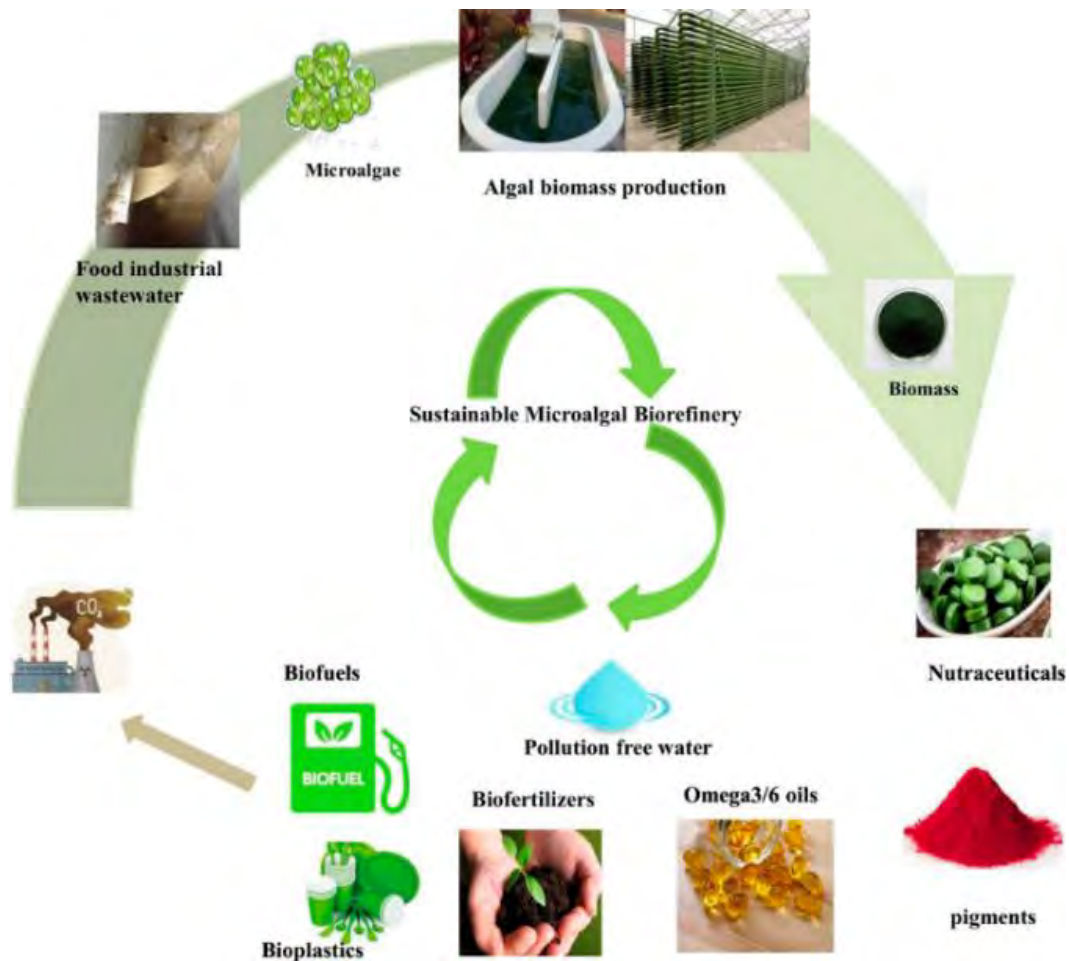 Microalgae
Algal biomass production
Food industrial
wastewater
Biomass
Sustainable Microalgal Biorefinery
CO₂
Nutraceuticals
Biofuels
BIOFUEL
Pollution free water
Biofertilizers
Omega3/6 oils
pigments
Bioplastics